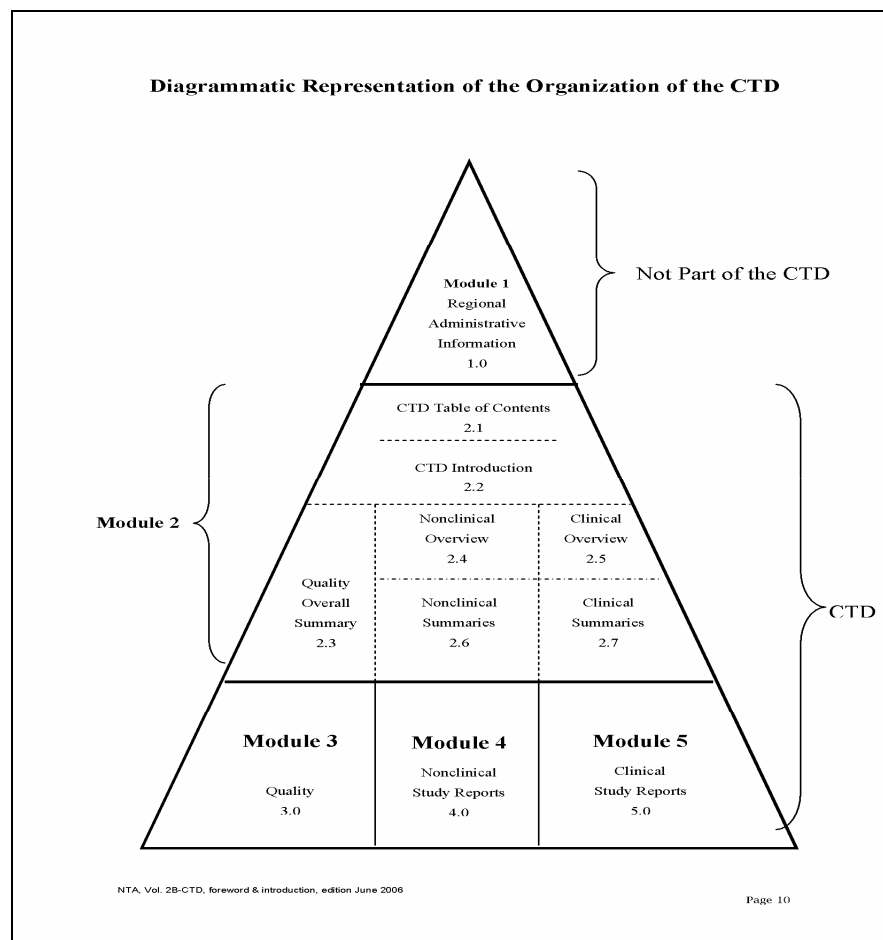 Diagrammatic Representation of the Organization of the CTD
Not Part of the CTD
Module 1
Regional
Administrative
Information
1.0
CTD Table of Contents
2.1
CTD Introduction
2.2
Module 2
Nonclinical
Overview
2.4
Clinical
Overview
2.5
Quality
Overall
Summary
2.3
Nonclinical
Summaries
2.6
Clinical
Summaries
2.7
CTD
Module 3
Quality
3.0
Module 4
Nonclinical
Study Reports
4.0
Module 5
Clinical
Study Reports
5.0
NTA, Vol. 2B-CTD, foreword & introduction, edition June 2006
Page 10